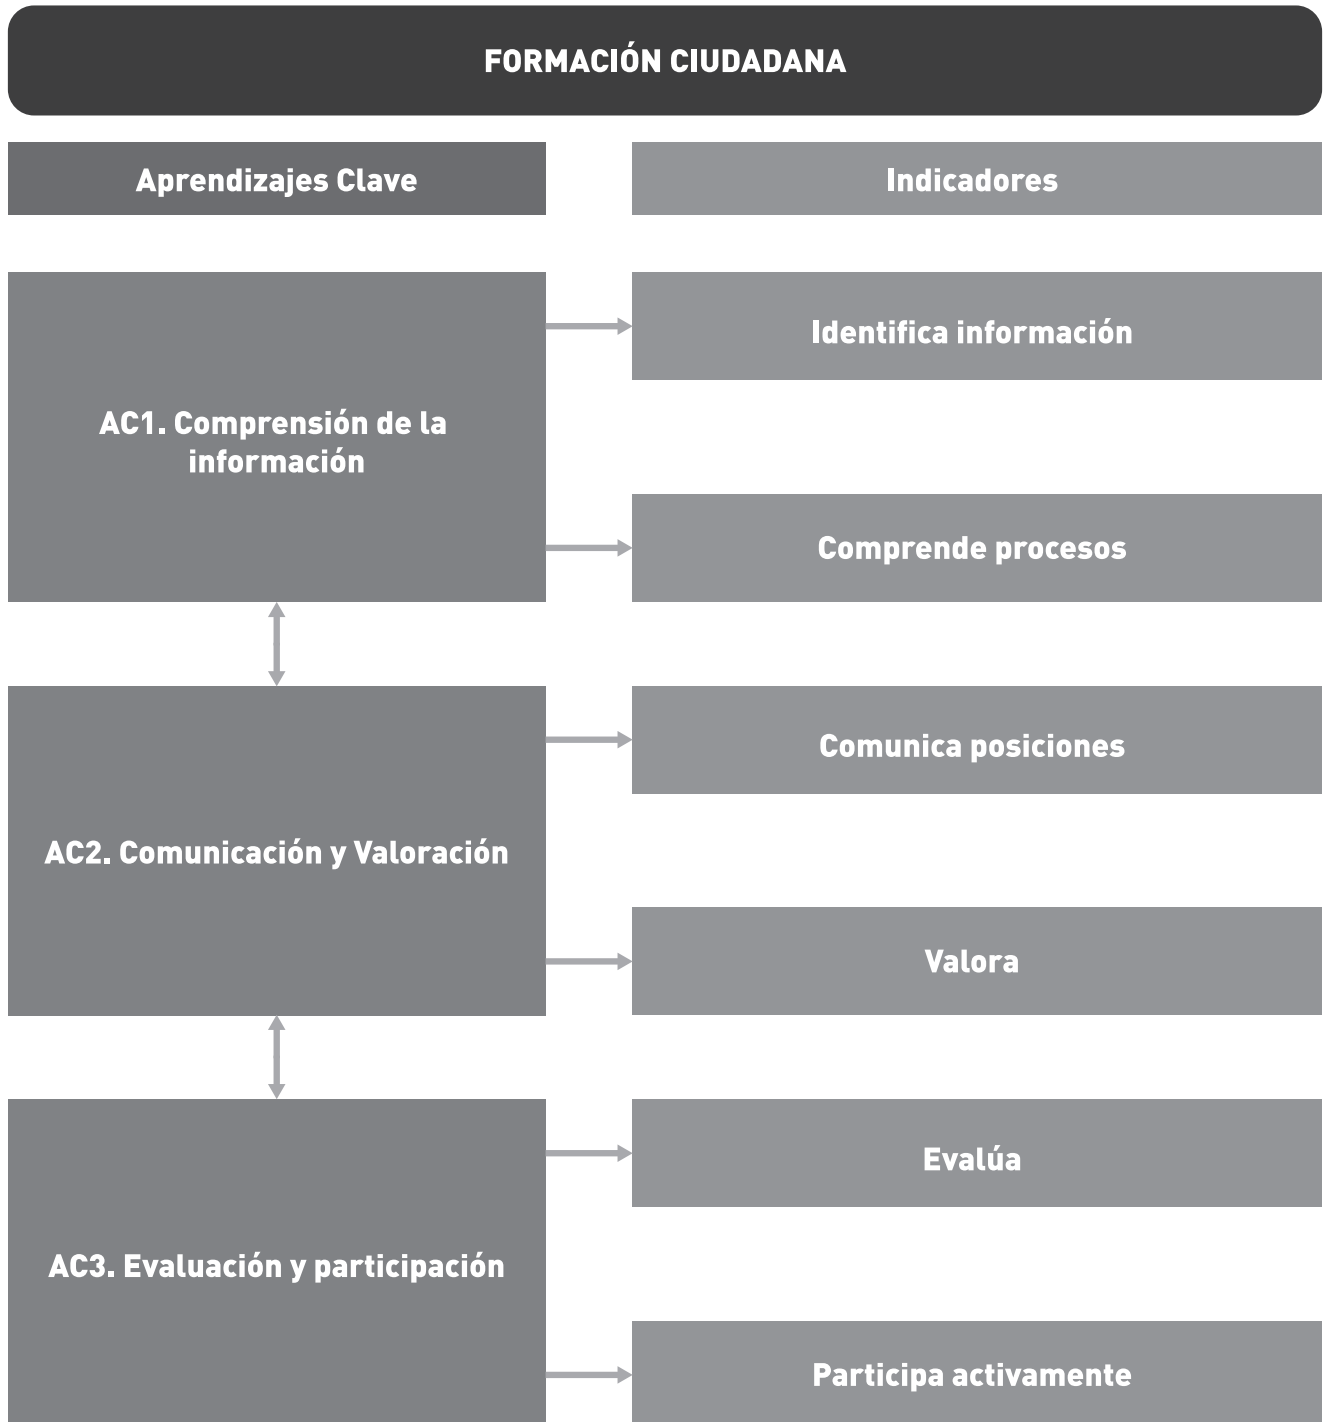 FORMACIÓN CIUDADANA
Aprendizajes Clave
Indicadores
AC1. Comprensión de la
información
Identifica información
Comprende procesos
AC2. Comunicación y Valoración
Comunica posiciones
Valora
AC3. Evaluación y participación
Evalúa
Participa activamente